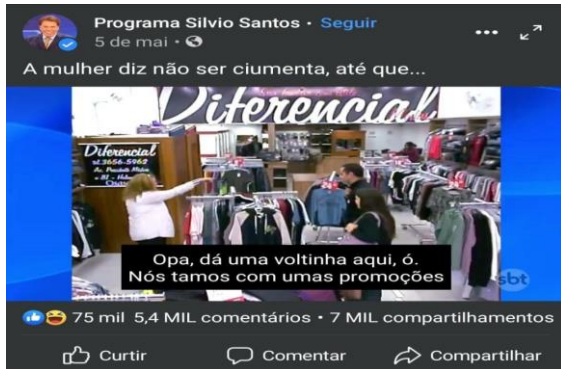 Programa Silvio Santos · Seguir
5 de mai ·
A mulher diz não ser ciumenta, até que...
Diferencial
Diferencial
Opa, dá uma voltinha aqui, ó.
Nós tamos com umas promoções
sbt
75 mil 5,4 MIL comentários · 7 MIL compartilhamentos
Curtir Comentar Compartilhar